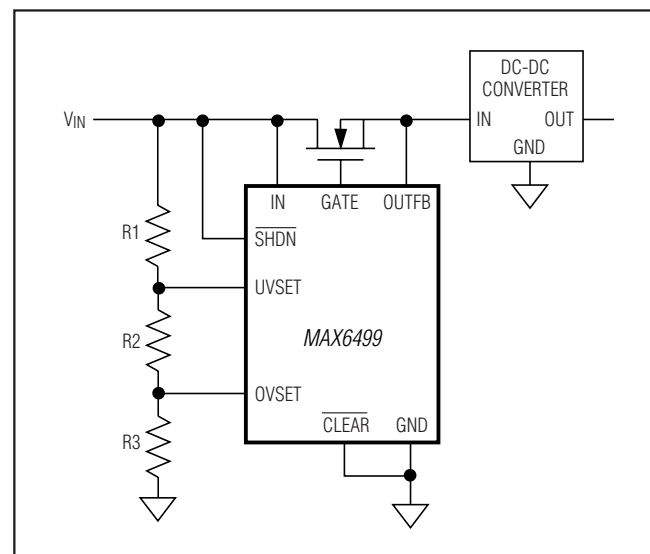 DC-DC
CONVERTER
IN OUT
GND
VIN
IN GATE OUTFB
R1
SHDN
UVSET
R2
MAX6499
OVSET
R3
CLEAR GND